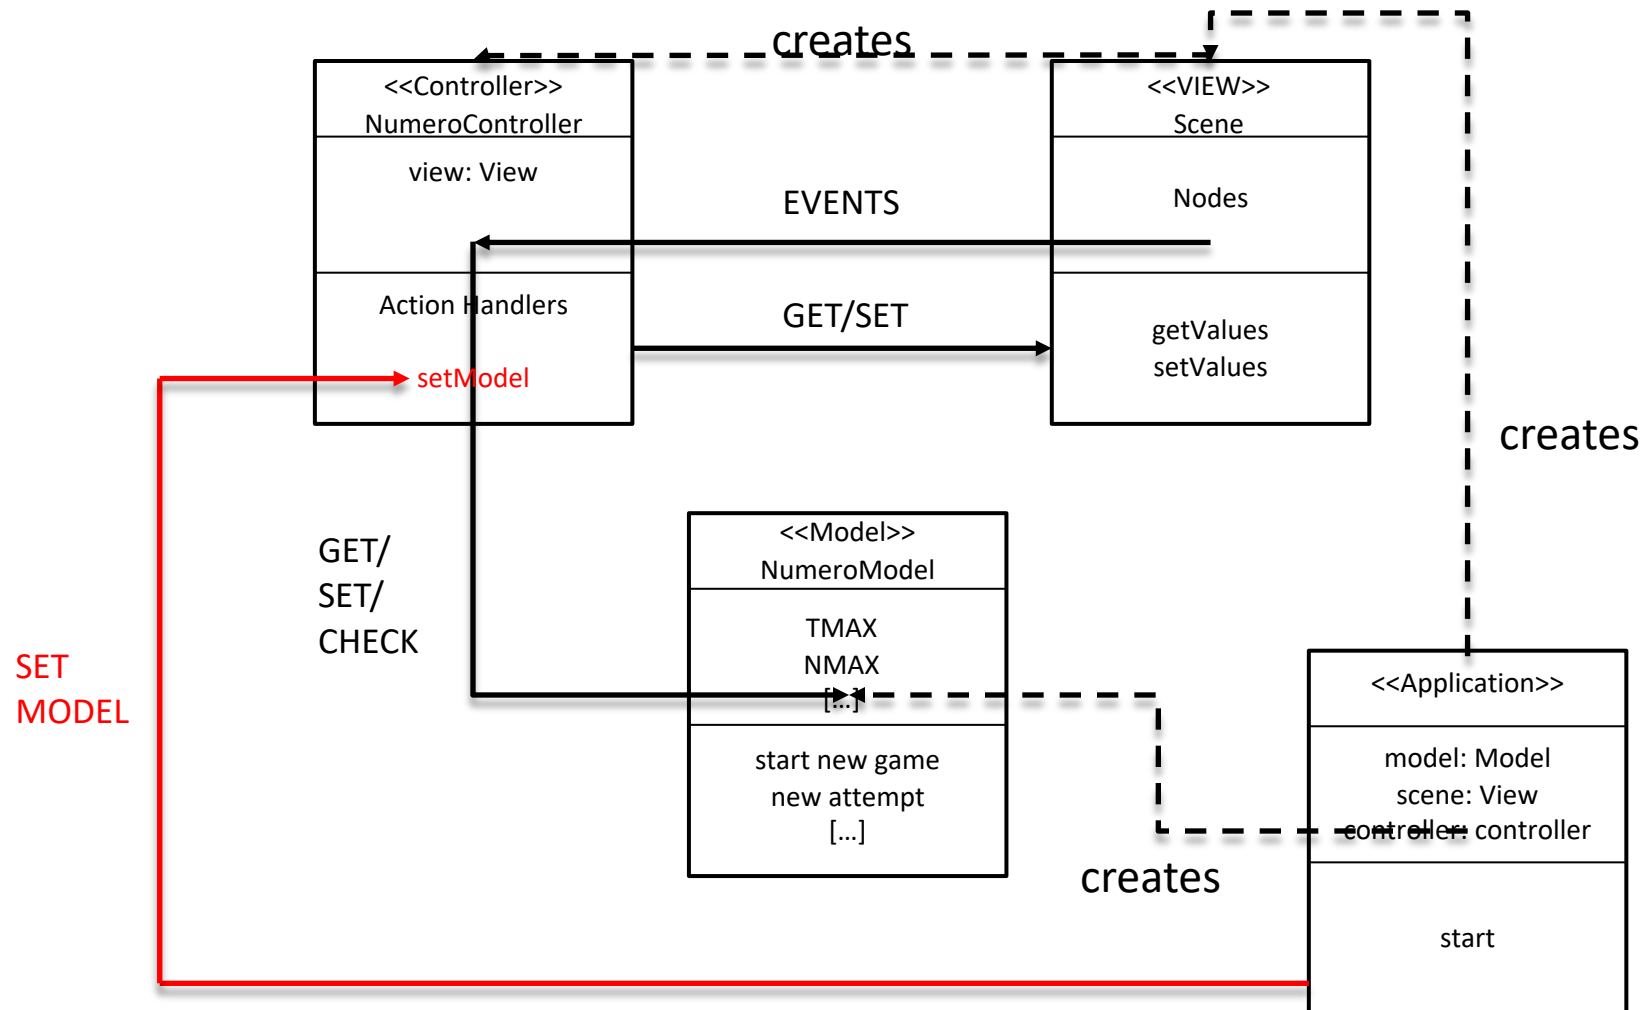 creates
<<Controller>>
NumeroController
view: View
Action Handlers
setModel
EVENTS
GET/SET
<<VIEW>>
Scene
Nodes
getValues
setValues
creates
GET/
SET/
CHECK
SET
MODEL
<<Model>>
NumeroModel
TMAX
NMAX
[...]
start new game
new attempt
[...]
creates
<<Application>>
model: Model
scene: View
controller: controller
start